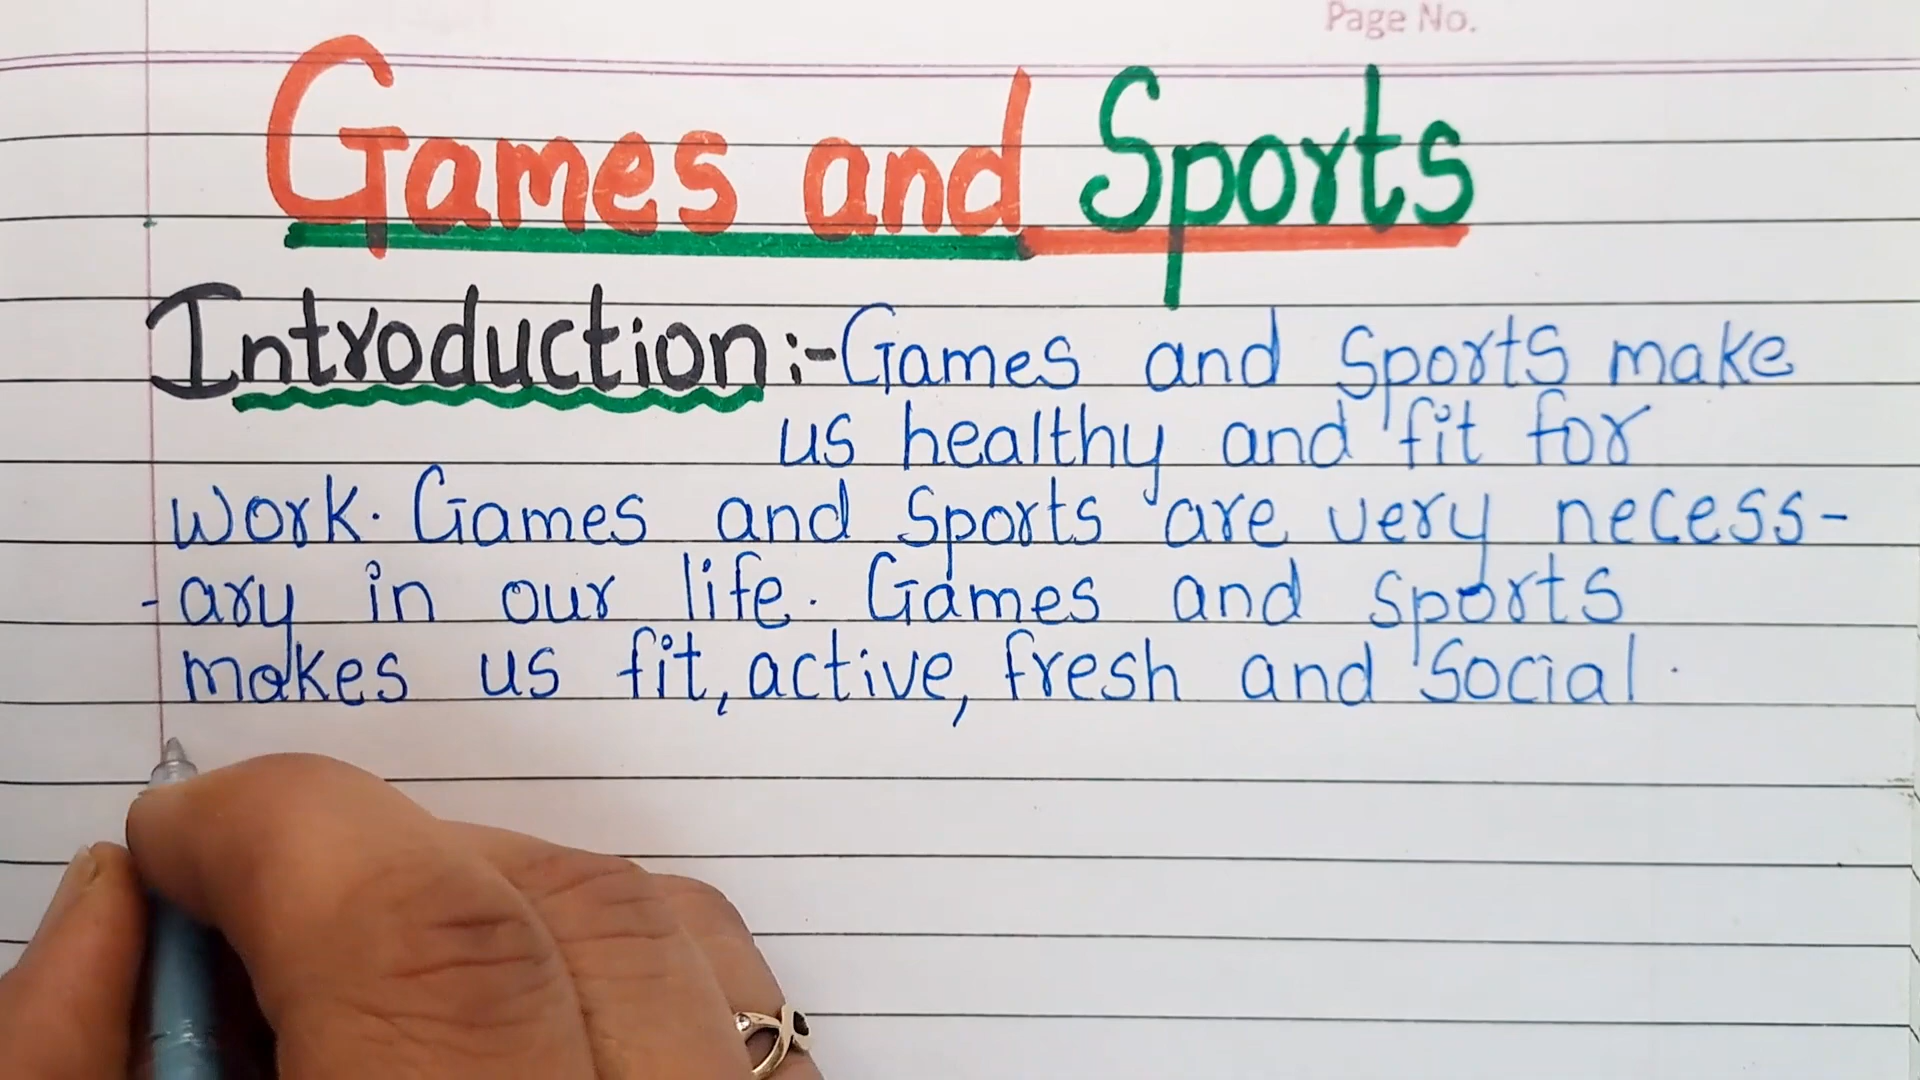 Page No.
Games and Sports
Introduction:-Games and Sports make
us healthy and fit for
work. Games and Sports are very necess-
-ary in our life. Games and sports
makes us fit, active, fresh and Social.